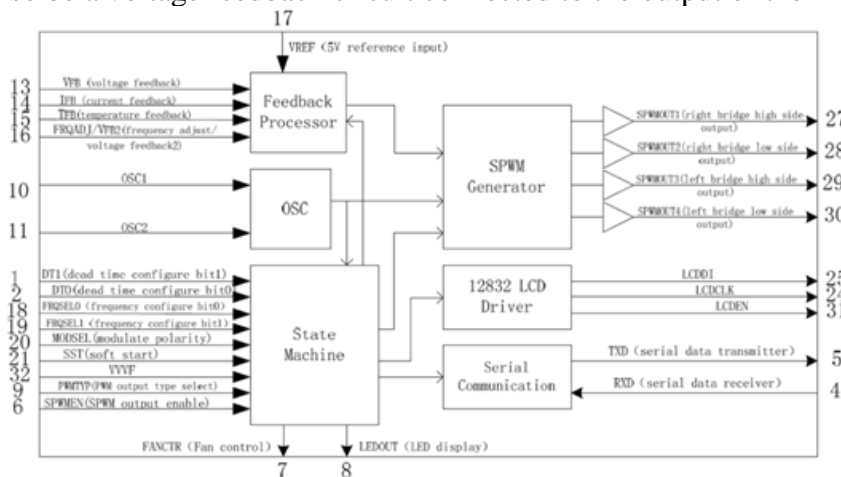 17
VREF (5V reference input)
13
VFB (voltage feedback)
14
IFB (current feedback)
15
TFB(temperature feedback)
16
FRQADJ/VFB2(frequency adjust/
voltage feedback2)
Feedback
Processor
10
OSC1
11
OSC2
OSC
SPWM
Generator
SPWMOUT1(right bridge high side
output)
27
SPWMOUT2(right bridge low side
output)
28
SPWMOUT3(left bridge high side
output)
29
SPWMOUT4(left bridge low side
output)
30
1
DT1(dead time configure bit1)
2
DT0(dead time configure bit0)
18
FRQSEL0 (frequency configure bit0)
19
FRQSEL1 (frequency configure bit1)
20
MODSEL(modulate polarity)
21
SST(soft start)
32
VVVF
9
PWMTYP(PWM output type select)
6
SPWMEN(SPWM output enable)
State
Machine
12832 LCD
Driver
LCDDI
25
LCDCLK
LCDEN
31
Serial
Communication
TXD (serial data transmitter)
5
RXD (serial data receiver)
4
FANCTR (Fan control)
7
LEDOUT (LED display)
8